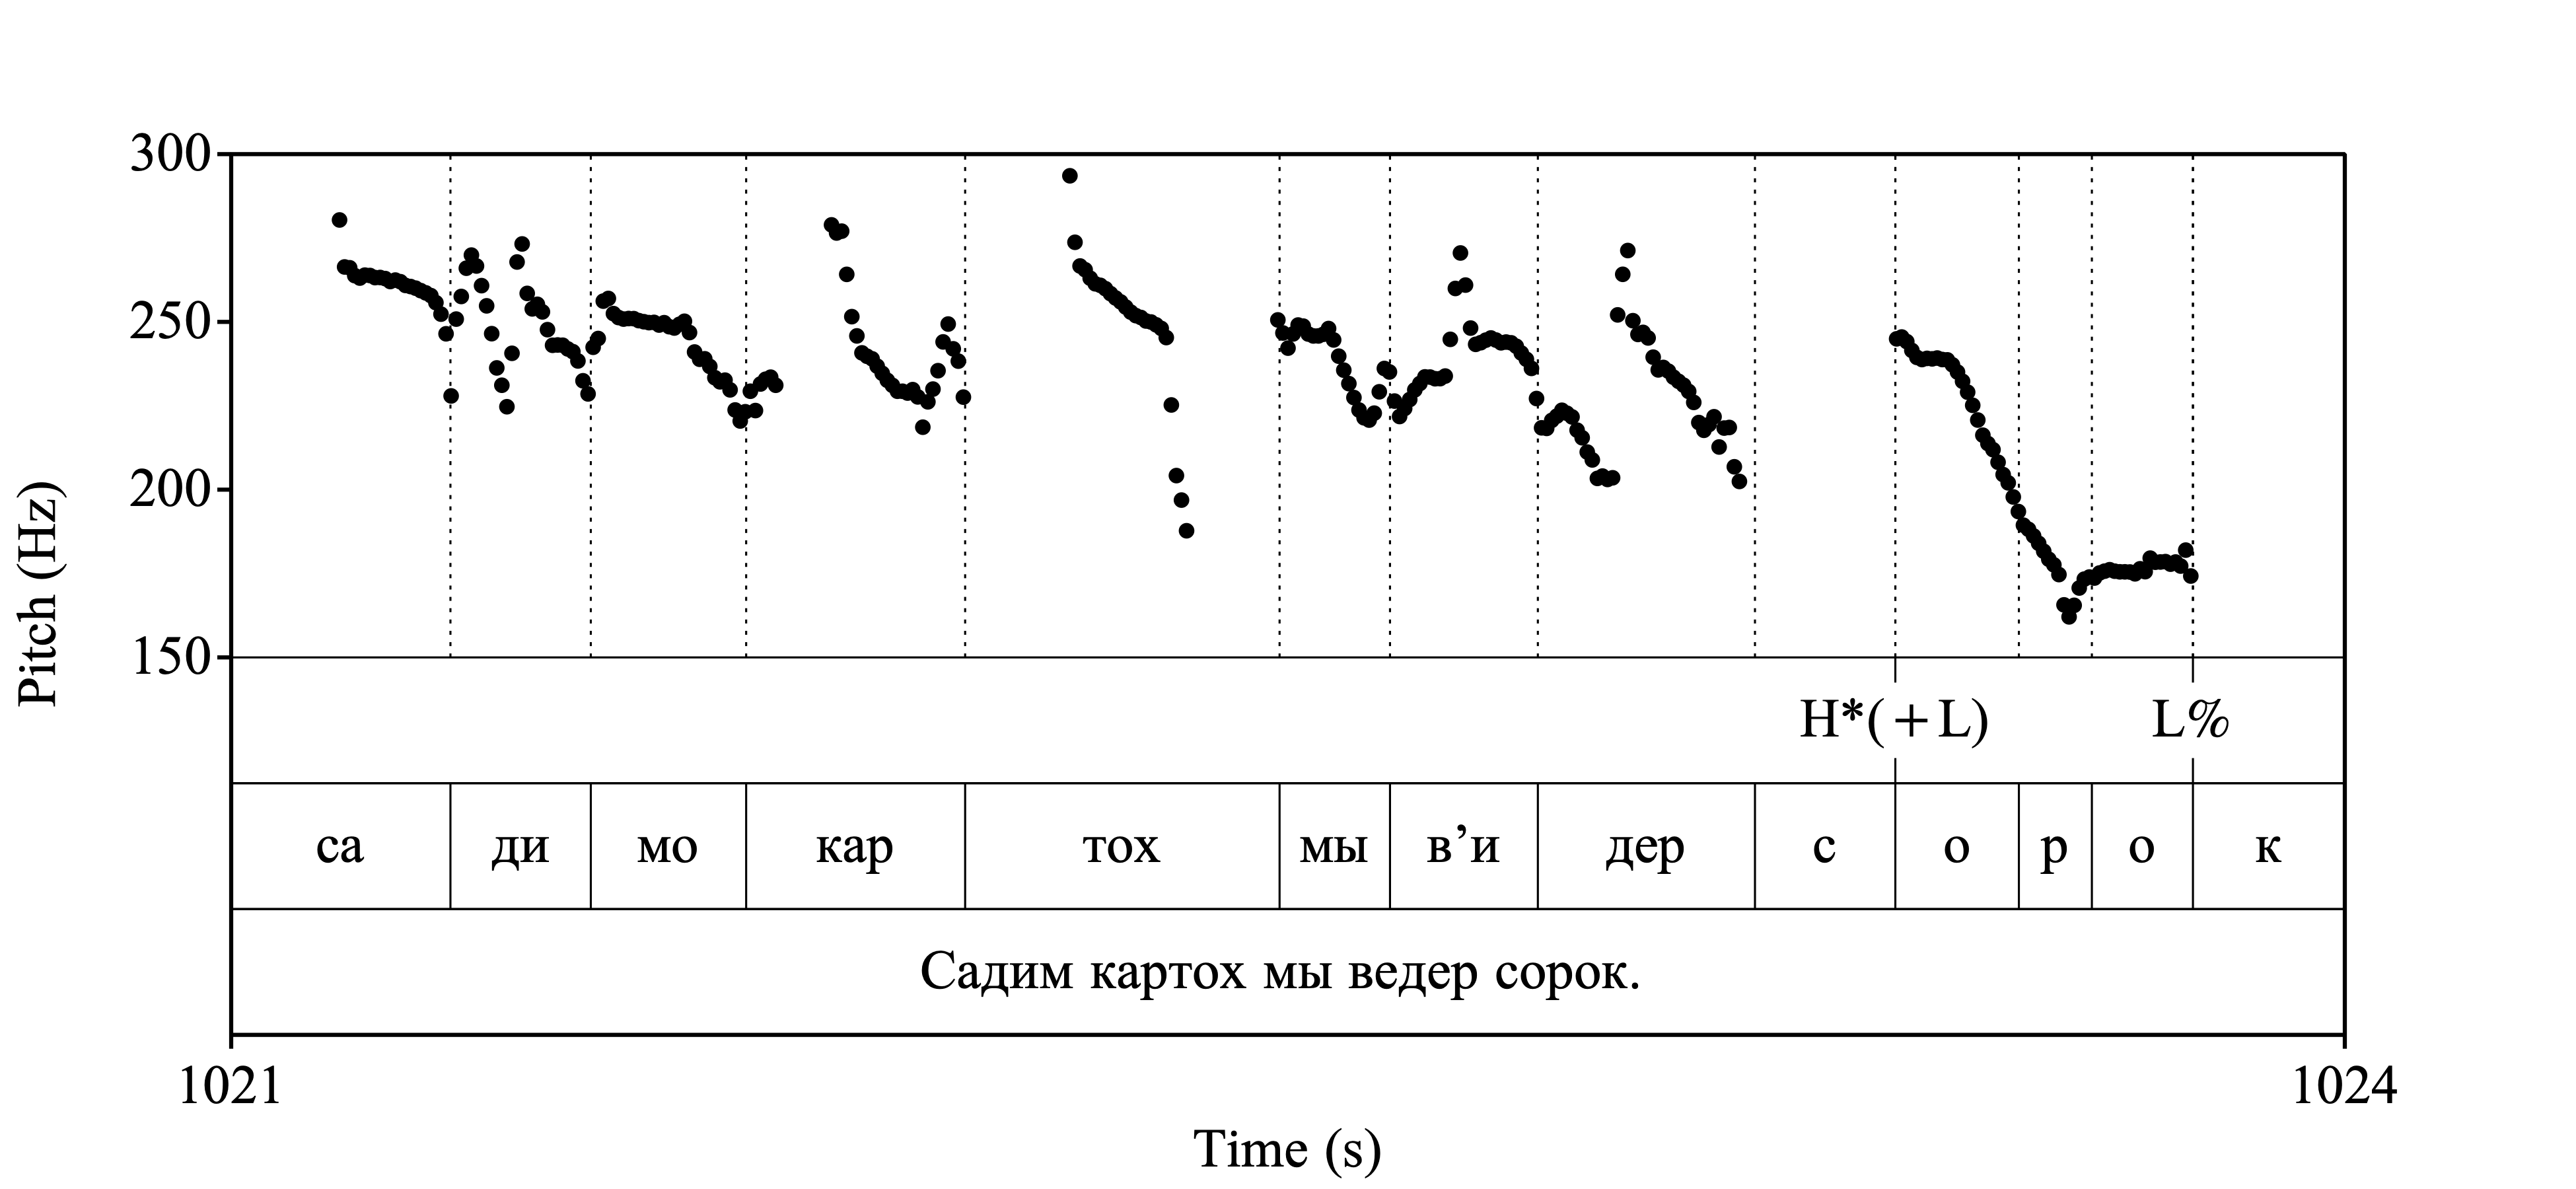 300
250
200
150
Pitch (Hz)
H*(+L) L%
са ди мо кар тох мы в’и дер с о р о к
Садим картох мы ведер сорок.
1021 1024
Time (s)